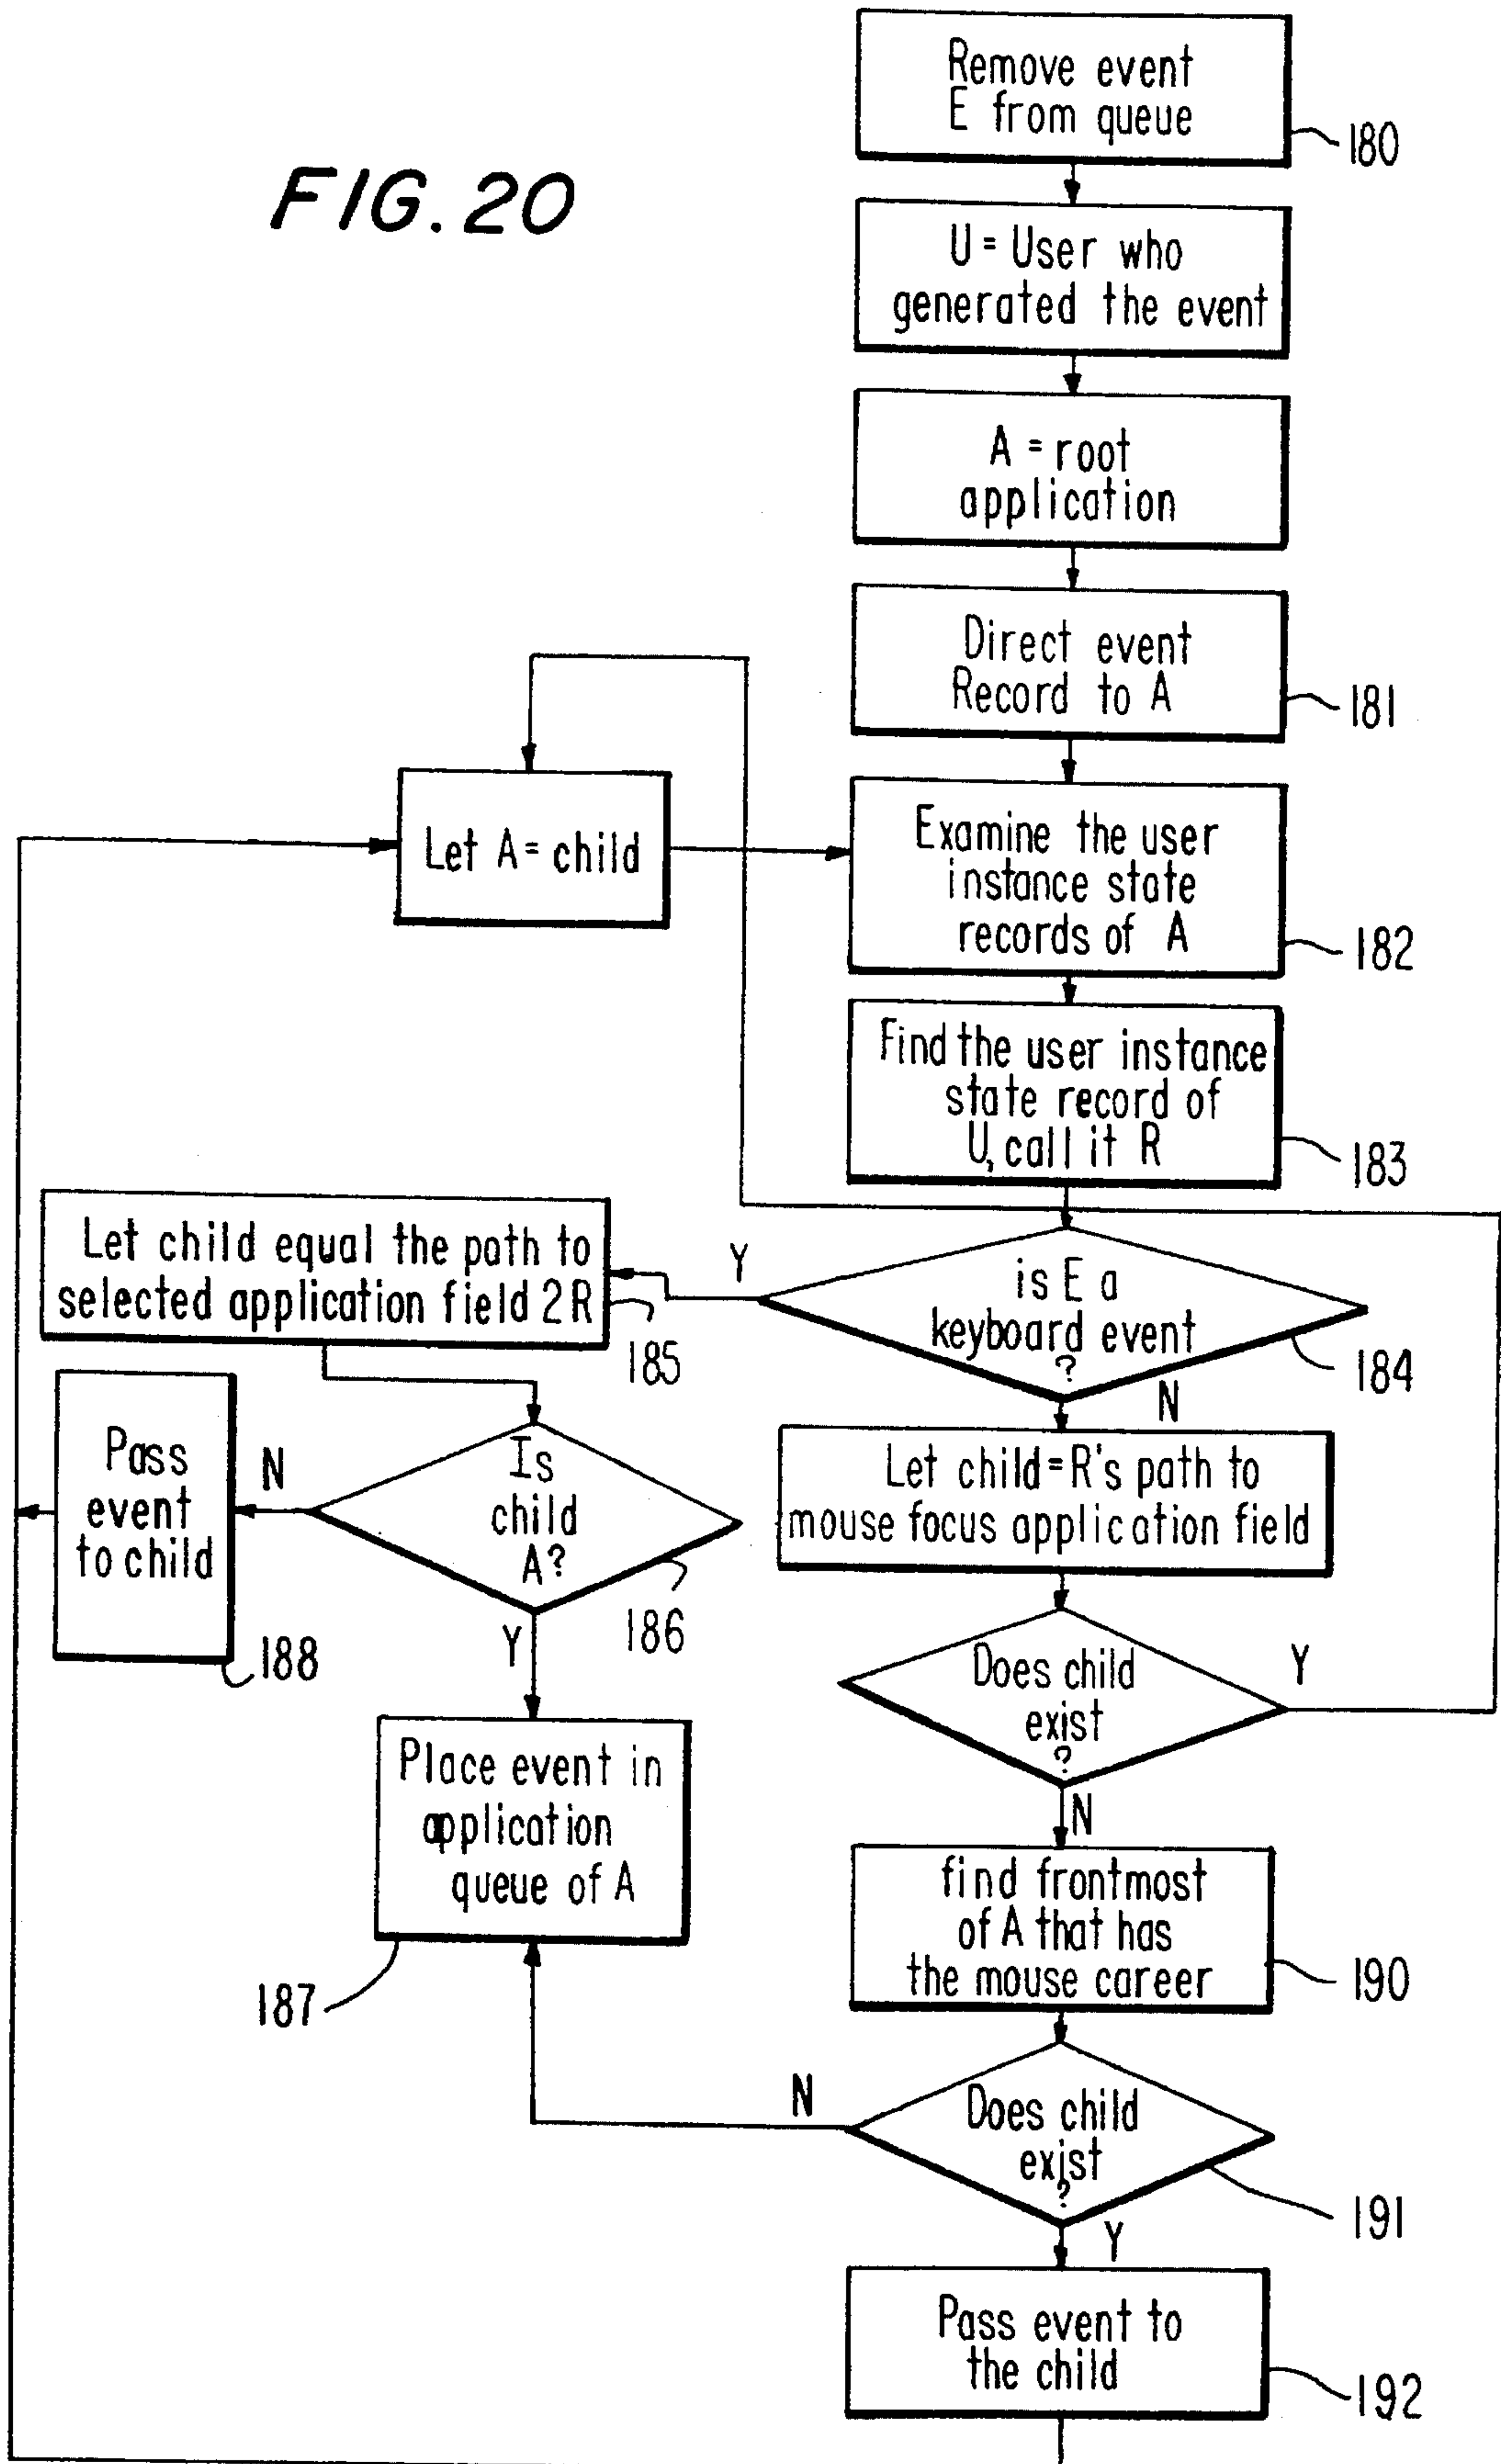 FIG. 20
Remove event
E from queue
180
U = User who
generated the event
A = root
application
Direct event
Record to A
181
Let A = child
Examine the user
instance state
records of A
182
Find the user instance
state record of
U, call it R
183
Let child equal the path to
selected application field 2R
185
Y
is E a
keyboard event
?
184
N
Pass
event
to child
188
N
Is
child
A?
186
Y
Let child = R's path to
mouse focus application field
Does child
exist
?
Y
N
Place event in
application
queue of A
187
find frontmost
of A that has
the mouse career
190
N
Does child
exist
?
191
Y
Pass event to
the child
192